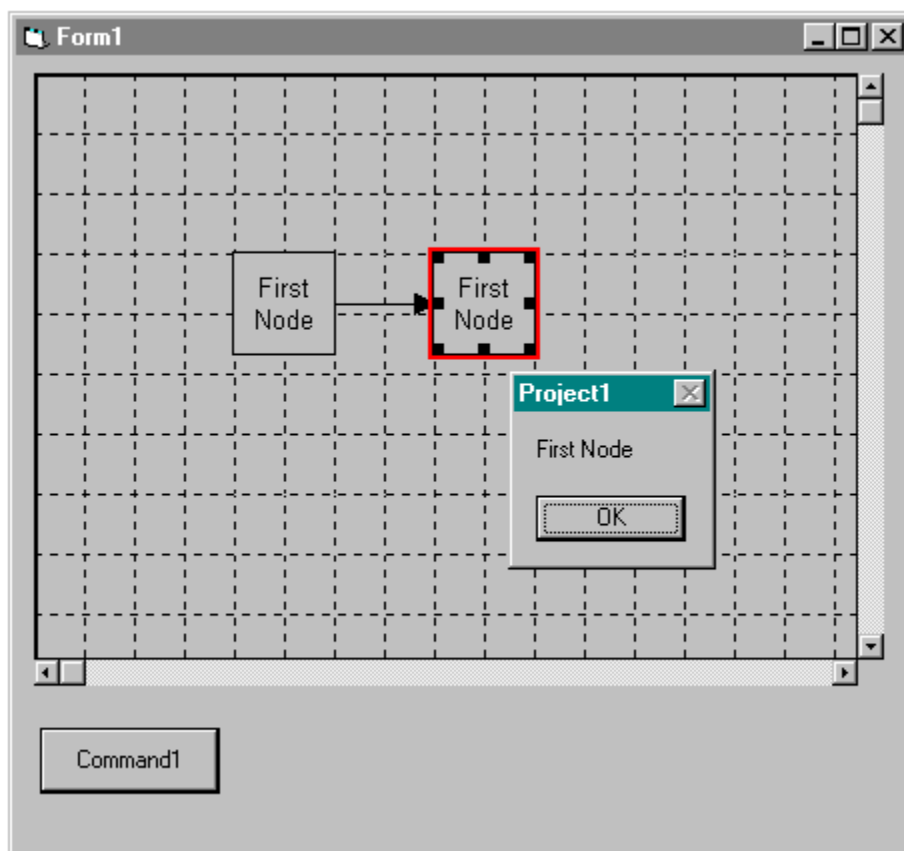 Form1
First
Node
First
Node
Project1
First Node
OK
Command1